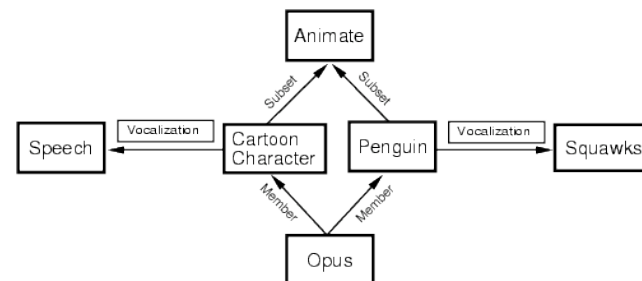 Animate
Subset
Subset
Vocalization
Vocalization
Speech
Cartoon
Character
Penguin
Squawks
Member
Member
Opus